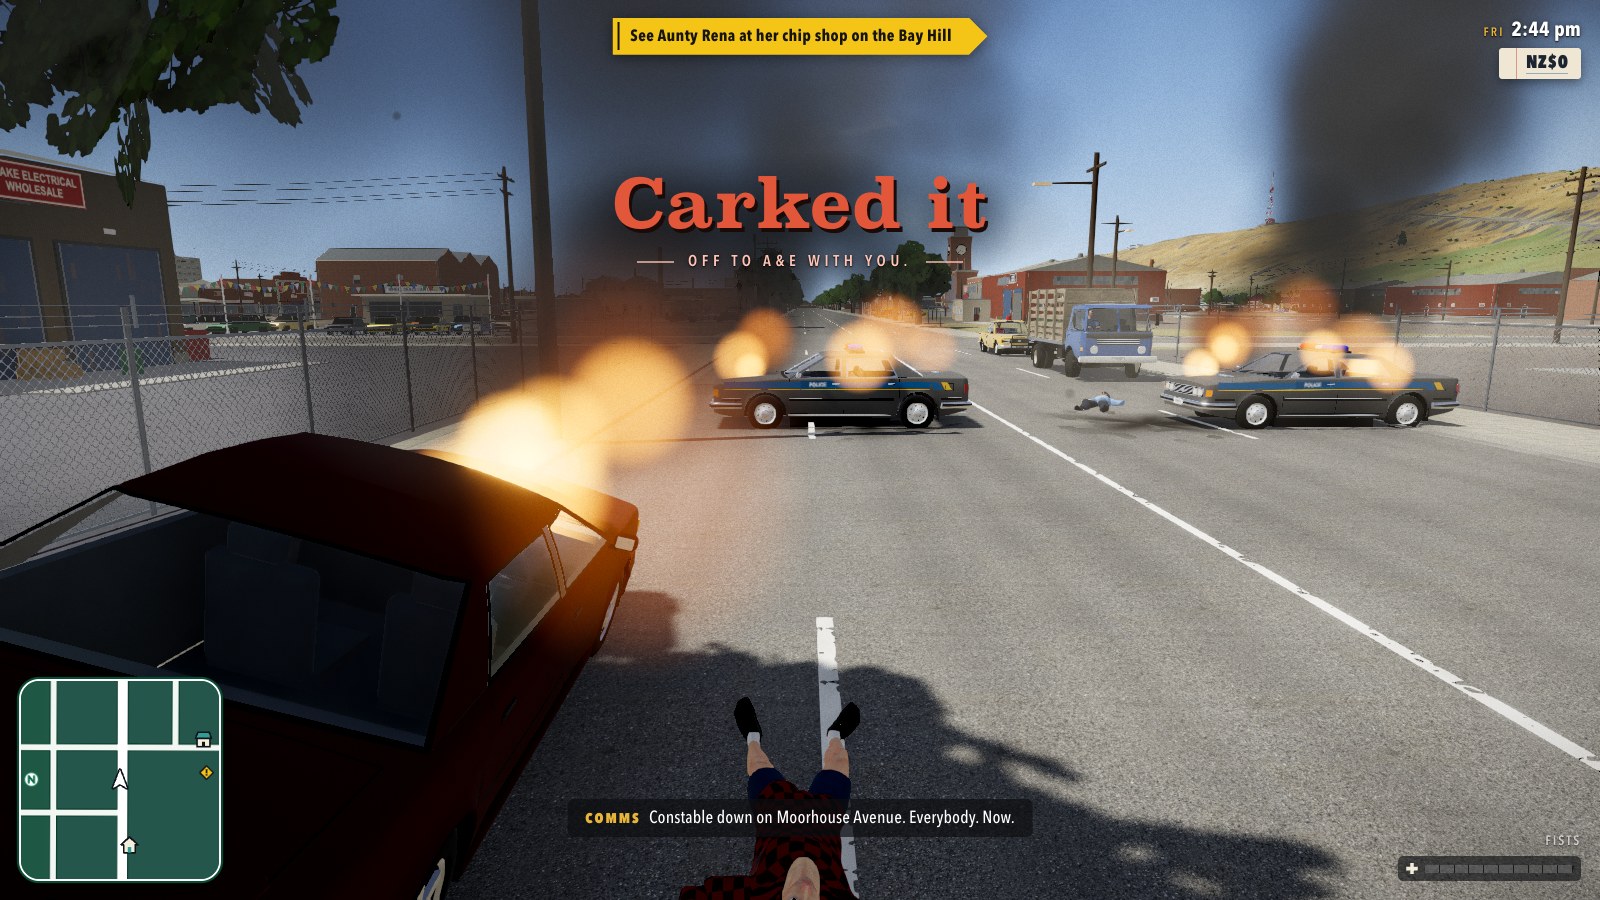 See Aunty Rena at her chip shop on the Bay Hill
FRI 2:44 pm
NZ$0
AKE ELECTRICAL
WHOLESALE
Carked it
OFF TO A&E WITH YOU.
POLICE
POLICE
N
COMMS Constable down on Moorhouse Avenue. Everybody. Now.
FISTS